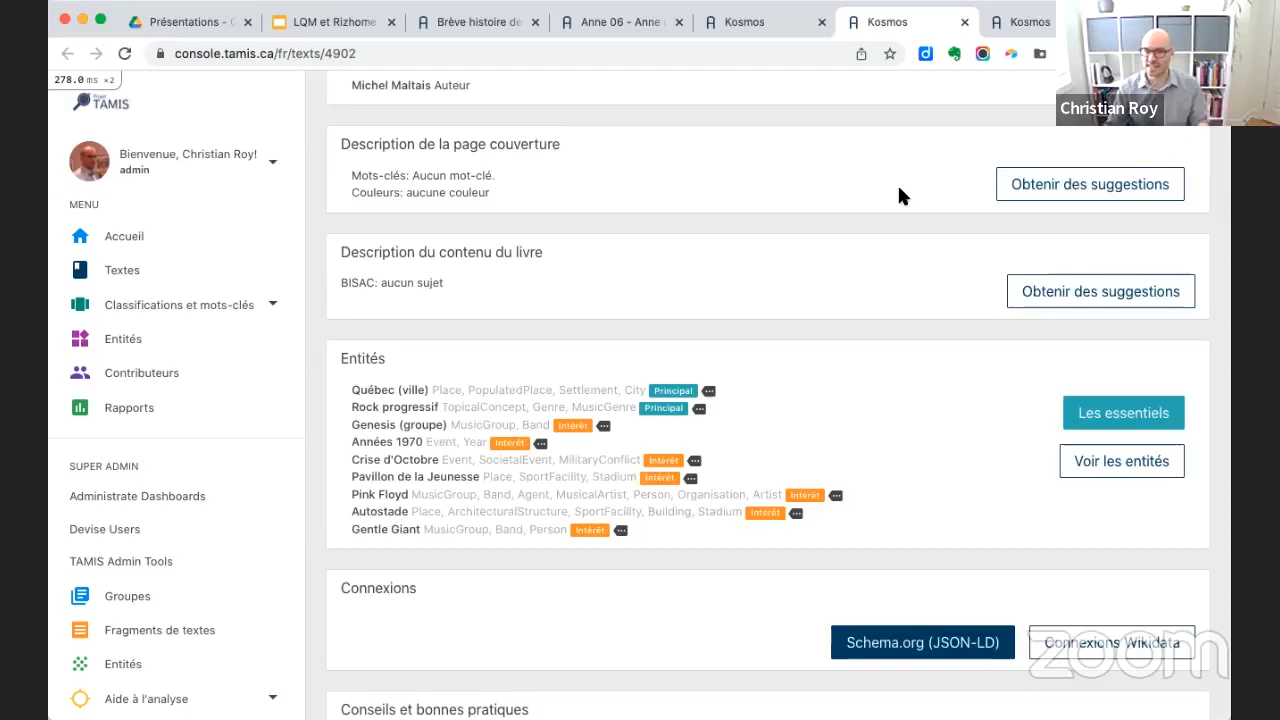 Présentations - G
LQM et Rizhome
Brève histoire de
Anne 06 - Anne
Kosmos
Kosmos
Kosmos
console.tamis.ca/fr/texts/4902
278.0 ms ×2
Projet
TAMIS
Bienvenue, Christian Roy!
admin
MENU
Accueil
Textes
Classifications et mots-clés
Entités
Contributeurs
Rapports
SUPER ADMIN
Administrate Dashboards
Devise Users
TAMIS Admin Tools
Groupes
Fragments de textes
Entités
Aide à l'analyse
Michel Maltais Auteur
Description de la page couverture
Mots-clés: Aucun mot-clé.
Couleurs: aucune couleur
Obtenir des suggestions
Description du contenu du livre
BISAC: aucun sujet
Obtenir des suggestions
Entités
Québec (ville) Place, PopulatedPlace, Settlement, City Principal
Rock progressif TopicalConcept, Genre, MusicGenre Principal
Genesis (groupe) MusicGroup, Band Intérêt
Années 1970 Event, Year Intérêt
Crise d'Octobre Event, SocietalEvent, MilitaryConflict Intérêt
Pavillon de la Jeunesse Place, SportFacility, Stadium Intérêt
Pink Floyd MusicGroup, Band, Agent, MusicalArtist, Person, Organisation, Artist Intérêt
Autostade Place, ArchitecturalStructure, SportFacility, Building, Stadium Intérêt
Gentle Giant MusicGroup, Band, Person Intérêt
Les essentiels
Voir les entités
Connexions
Schema.org (JSON-LD)
Connexions Wikidata
Conseils et bonnes pratiques
Christian Roy
zoom